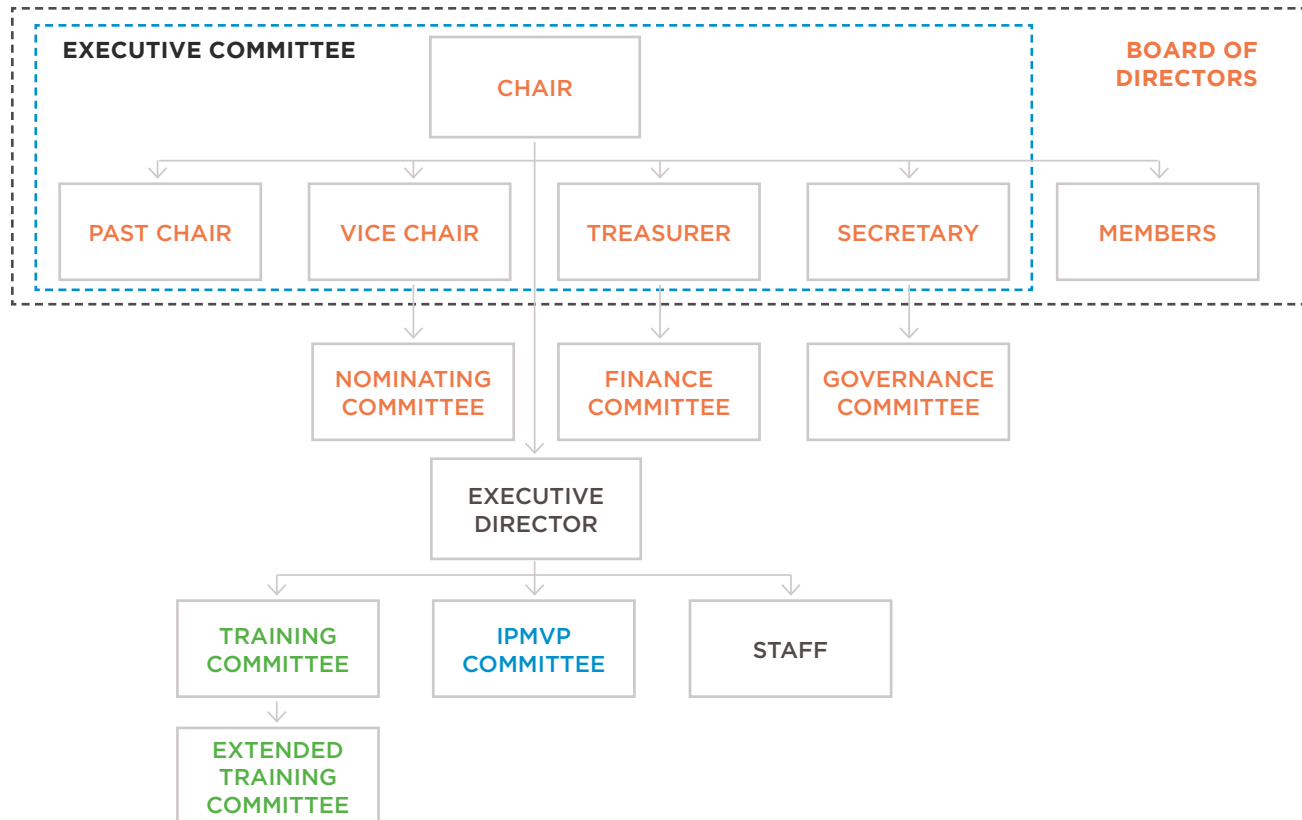 EXECUTIVE COMMITTEE
CHAIR
BOARD OF
DIRECTORS
PAST CHAIR
VICE CHAIR
TREASURER
SECRETARY
MEMBERS
NOMINATING
COMMITTEE
FINANCE
COMMITTEE
GOVERNANCE
COMMITTEE
EXECUTIVE
DIRECTOR
TRAINING
COMMITTEE
IPMVP
COMMITTEE
STAFF
EXTENDED
TRAINING
COMMITTEE